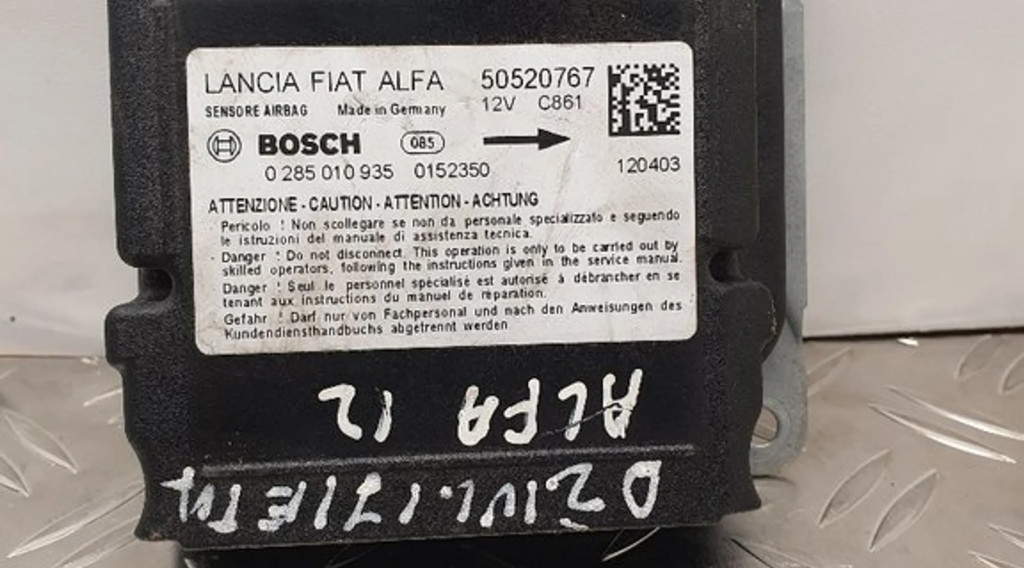 LANCIA FIAT ALFA 50520767
SENSORE AIRBAG Made in Germany 12V C861
BOSCH 085
0 285 010 935 0152350 120403
ATTENZIONE - CAUTION - ATTENTION - ACHTUNG
- Pericolo ! Non scollegare se non da personale specializzato e seguendo
le istruzioni del manuale di assistenza tecnica.
- Danger ! Do not disconnect. This operation is only to be carried out by
skilled operators, following the instructions given in the service manual.
Danger ! Seul le personnel spécialisé est autorisé à débrancher en se
tenant aux instructions du manuel de réparation.
Gefahr ! Darf nur von Fachpersonal und nach den Anweisungen des
Kundendiensthandbuchs abgetrennt werden
ALFA 12